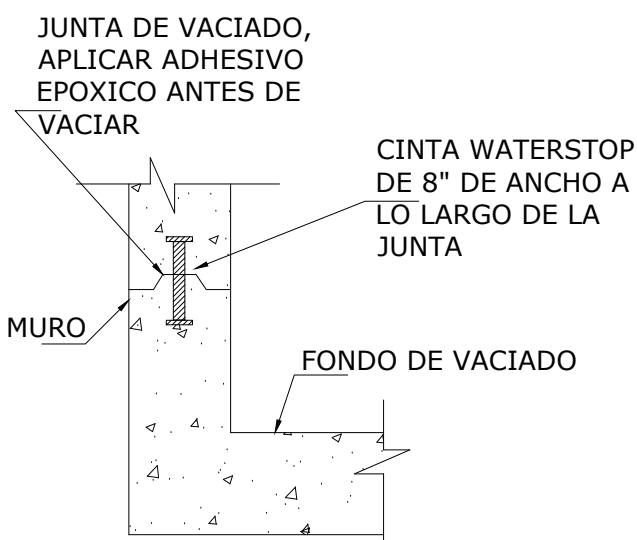 JUNTA DE VACIADO,
APLICAR ADHESIVO
EPOXICO ANTES DE
VACIAR
CINTA WATERSTOP
DE 8" DE ANCHO A
LO LARGO DE LA
JUNTA
MURO
FONDO DE VACIADO